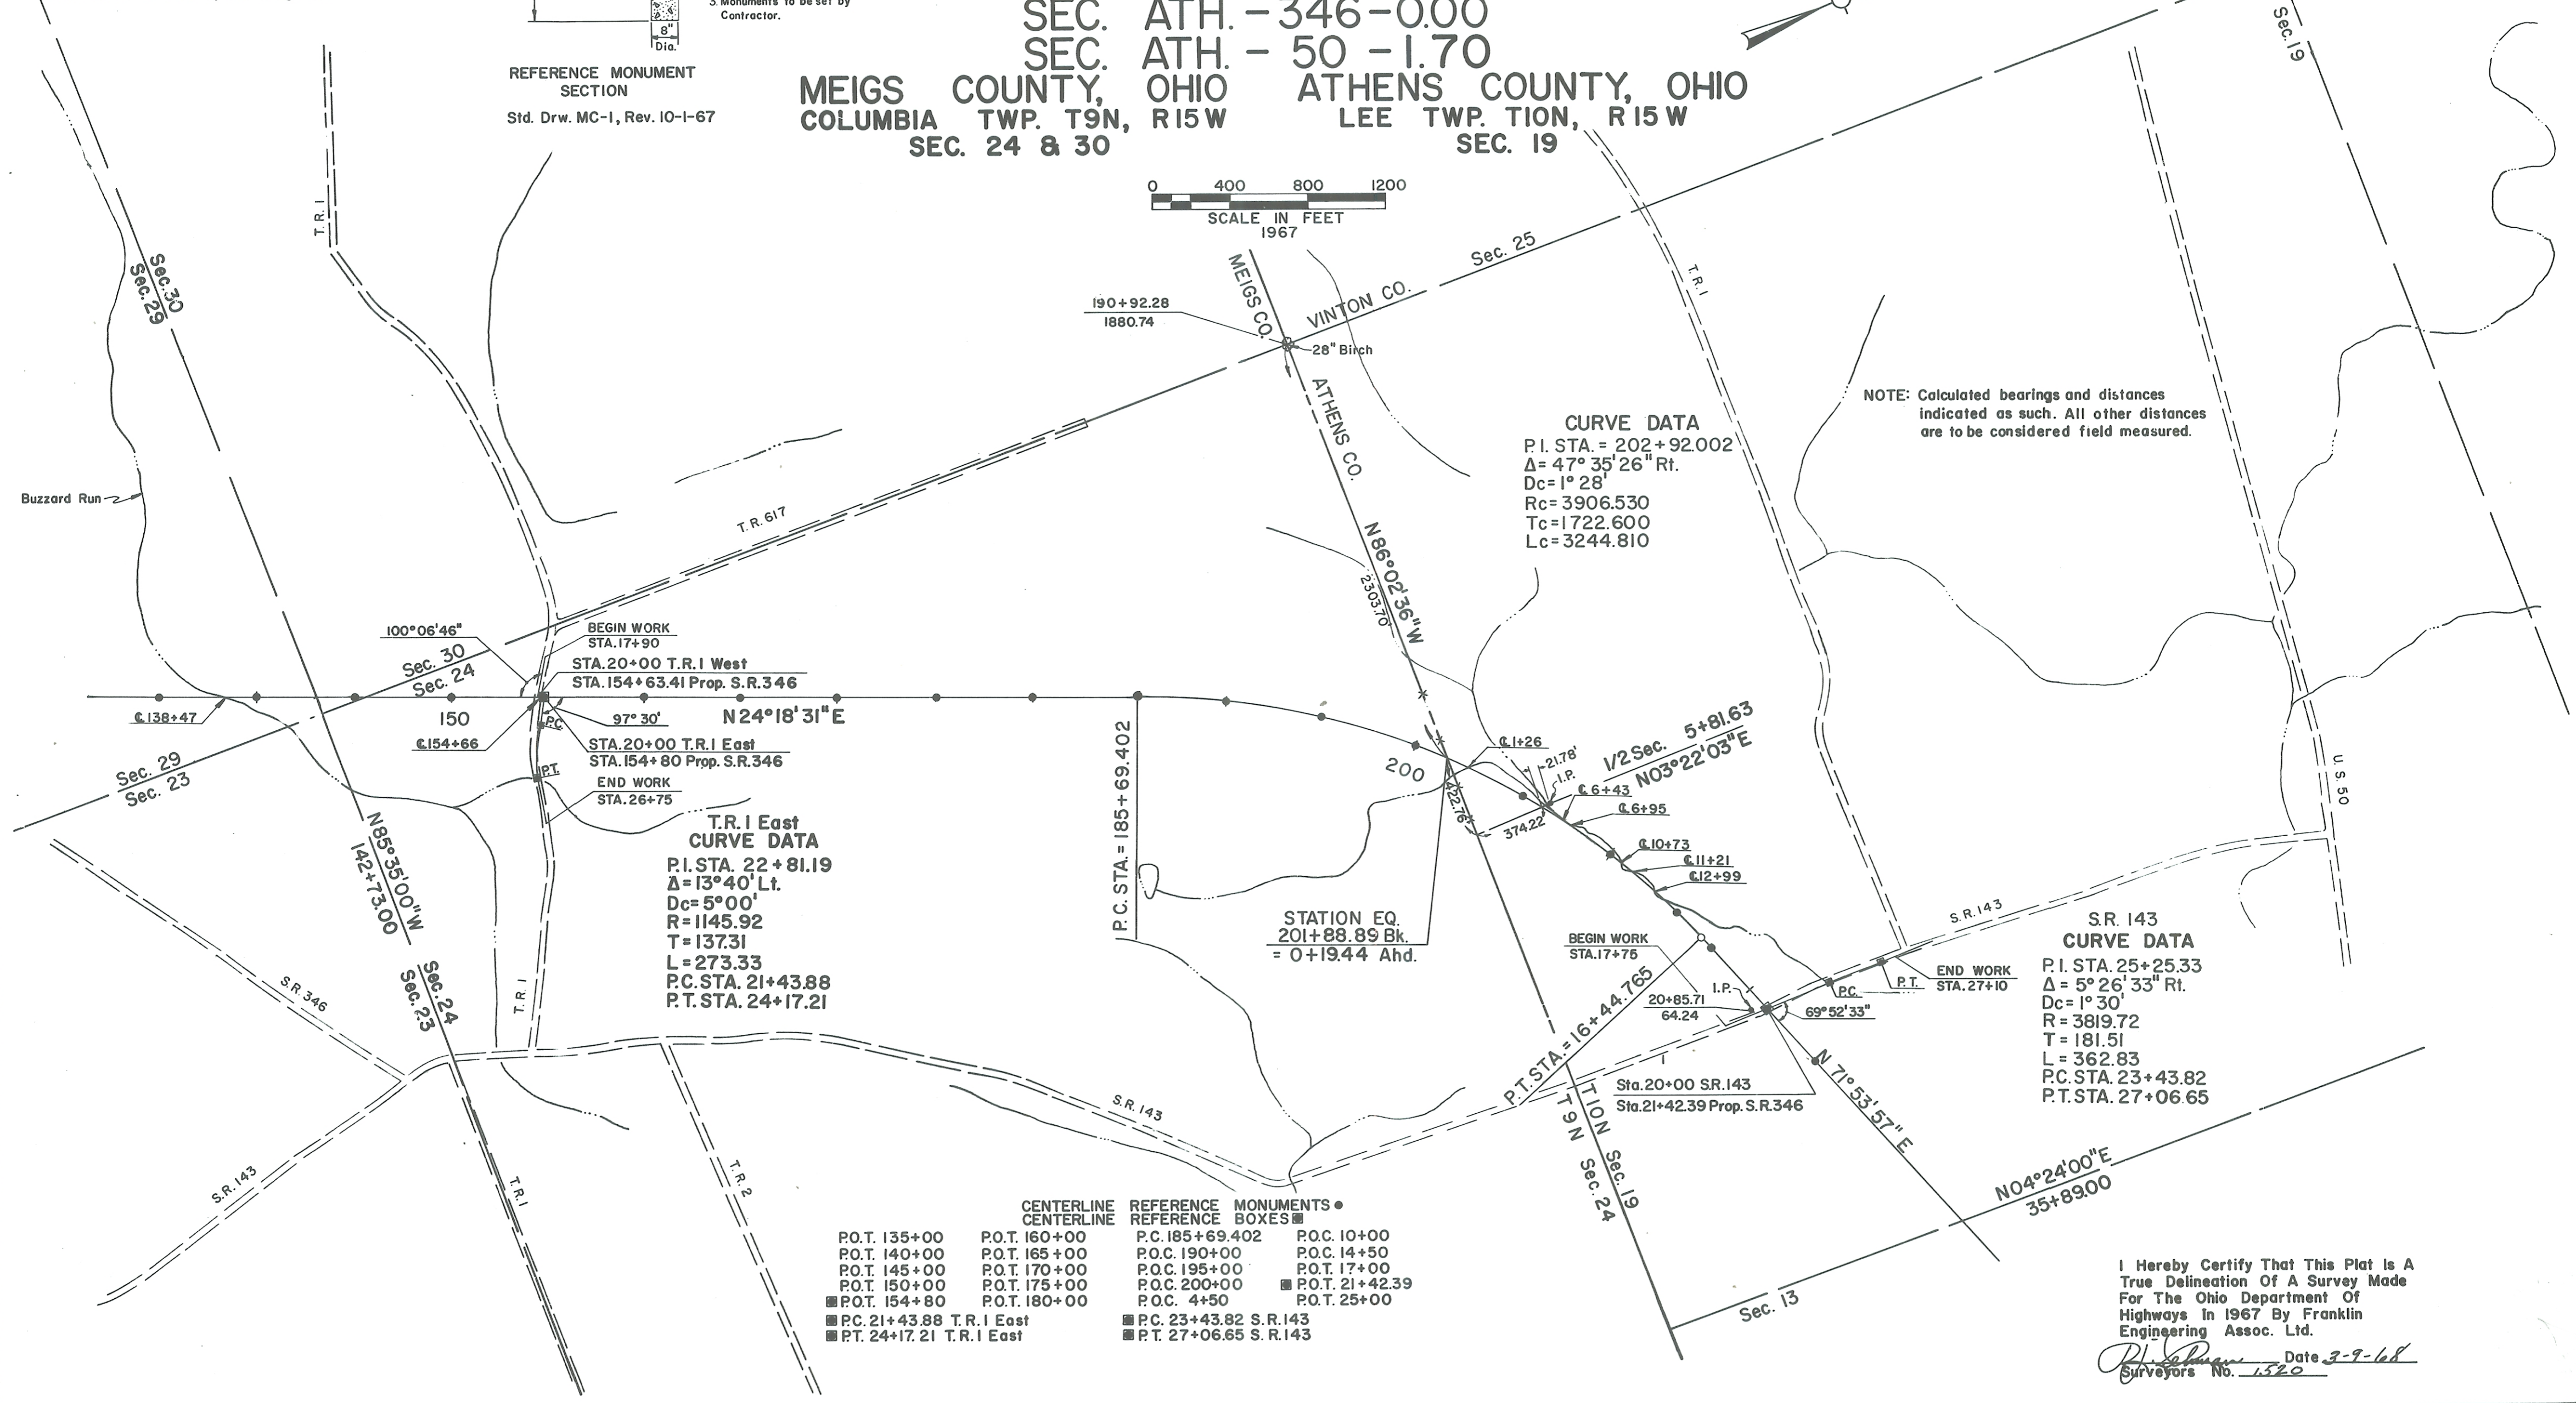 3. Monuments to be set by
Contractor.
8"
Dia.
REFERENCE MONUMENT
SECTION
Std. Drw. MC-1, Rev. 10-1-67
SEC. ATH.-346-0.00
SEC. ATH.- 50 -1.70
MEIGS COUNTY, OHIO
COLUMBIA TWP. T9N, R15W
SEC. 24 & 30
ATHENS COUNTY, OHIO
LEE TWP. T10N, R15W
SEC. 19
0 400 800 1200
SCALE IN FEET
1967
Sec. 19
T.R. 1
Sec. 30
Sec. 29
Buzzard Run
T.R. 617
MEIGS CO.
VINTON CO.
Sec. 25
190+92.28
1880.74
28" Birch
ATHENS CO.
T.R. 1
N86°02'36"W
2303.70
CURVE DATA
P.I. STA. = 202+92.002
Δ= 47° 35' 26" Rt.
Dc= 1° 28'
Rc= 3906.530
Tc=1722.600
Lc=3244.810
NOTE: Calculated bearings and distances
indicated as such. All other distances
are to be considered field measured.
100°06'46"
BEGIN WORK
STA.17+90
Sec. 30
Sec. 24
STA.20+00 T.R.1 West
STA.154+63.41 Prop. S.R.346
℄138+47
150
℄154+66
P.C.
97° 30'
N24°18'31"E
STA.20+00 T.R.1 East
STA.154+80 Prop. S.R.346
P.T.
END WORK
STA.26+75
Sec. 29
Sec. 23
N85°35'00"W
142+73.00
T.R.1 East
CURVE DATA
P.I. STA. 22+81.19
Δ=13°40' Lt.
Dc=5°00'
R=1145.92
T=137.31
L=273.33
P.C. STA. 21+43.88
P.T. STA. 24+17.21
P.C. STA. = 185+69.402
200
℄1+26
21.78'
I.P.
1/2 Sec. 5+81.63
N03°22'03"E
℄6+43
℄6+95
422.76
374.22
℄10+73
℄11+21
℄12+99
STATION EQ.
201+88.89 Bk.
= 0+19.44 Ahd.
U S 50
BEGIN WORK
STA.17+75
P.T. STA. = 16+44.765
I.P.
20+85.71
64.24
P.C.
P.T.
END WORK
STA.27+10
69°52'33"
S.R. 143
S.R. 143
CURVE DATA
P.I. STA. 25+25.33
Δ = 5° 26' 33" Rt.
Dc = 1° 30'
R = 3819.72
T = 181.51
L = 362.83
P.C. STA. 23+43.82
P.T. STA. 27+06.65
Sta.20+00 S.R.143
Sta.21+42.39 Prop. S.R.346
N 71° 53' 57" E
S.R. 346
Sec. 24
Sec. 23
T.R. 1
S.R. 143
T.R.1
T.R. 2
S.R. 143
T10N Sec. 19
T9N Sec. 24
N04°24'00"E
35+89.00
Sec. 13
CENTERLINE REFERENCE MONUMENTS
CENTERLINE REFERENCE BOXES
P.O.T. 135+00 P.O.T. 160+00 P.C. 185+69.402 P.O.C. 10+00
P.O.T. 140+00 P.O.T. 165+00 P.O.C. 190+00 P.O.C. 14+50
P.O.T. 145+00 P.O.T. 170+00 P.O.C. 195+00 P.O.T. 17+00
P.O.T. 150+00 P.O.T. 175+00 P.O.C. 200+00 P.O.T. 21+42.39
P.O.T. 154+80 P.O.T. 180+00 P.O.C. 4+50 P.O.T. 25+00
P.C. 21+43.88 T.R.1 East P.C. 23+43.82 S.R.143
P.T. 24+17.21 T.R.1 East P.T. 27+06.65 S.R.143
I Hereby Certify That This Plat Is A
True Delineation Of A Survey Made
For The Ohio Department Of
Highways In 1967 By Franklin
Engineering Assoc. Ltd.
Date 3-9-68
Surveyors No. 1520